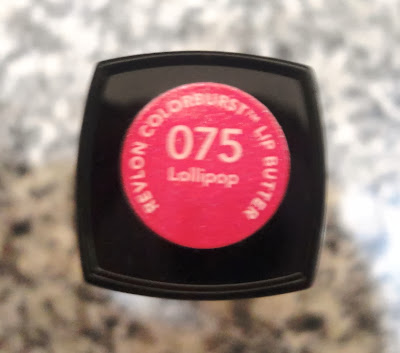 REVLON COLORBURST™ LIP BUTTER
075
Lollipop